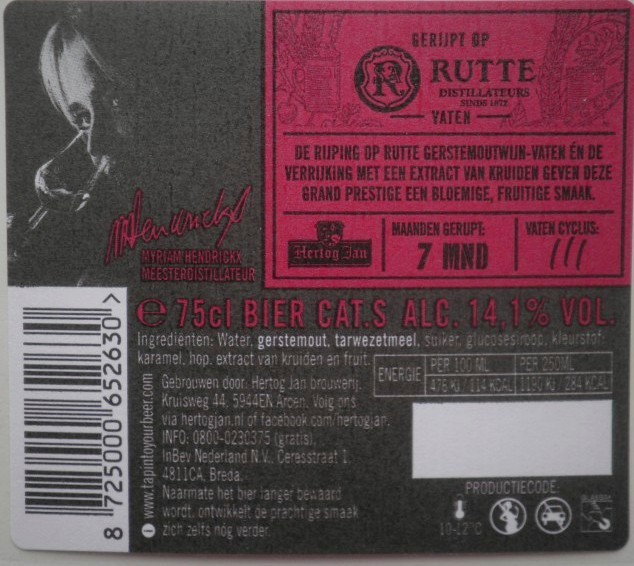 GERIJPT OP
R
RUTTE
DISTILLATEURS
SINDS 1872
VATEN
DE RIJPING OP RUTTE GERSTEMOUTWIJN-VATEN ÉN DE
VERRIJKING MET EEN EXTRACT VAN KRUIDEN GEVEN DEZE
GRAND PRESTIGE EEN BLOEMIGE, FRUITIGE SMAAK.
Hertog Jan
MAANDEN GERIJPT:
7 MND
VATEN CYCLUS:
III
MHendrickx
MYRIAM HENDRICKX
MEESTERDISTILLATEUR
℮ 75cl BIER CAT.S ALC. 14,1% VOL.
Ingrediënten: Water, gerstemout, tarwezetmeel, suiker, glucosestroop, kleurstof:
karamel, hop, extract van kruiden en fruit.
ENERGIE PER 100 ML PER 250ML
476 KJ / 114 KCAL 1190 KJ / 284 KCAL
Gebrouwen door: Hertog Jan brouwerij,
Kruisweg 44, 5944EN Arcen. Volg ons
via hertogjan.nl of facebook.com/hertogjan.
INFO: 0800-0230375 (gratis),
InBev Nederland N.V., Ceresstraat 1,
4811CA, Breda.
Naarmate het bier langer bewaard
wordt, ontwikkelt de prachtige smaak
zich zelfs nóg verder.
www.tapintoyourbeer.com
8 725000 652630 >
PRODUCTIECODE:
10-12°C